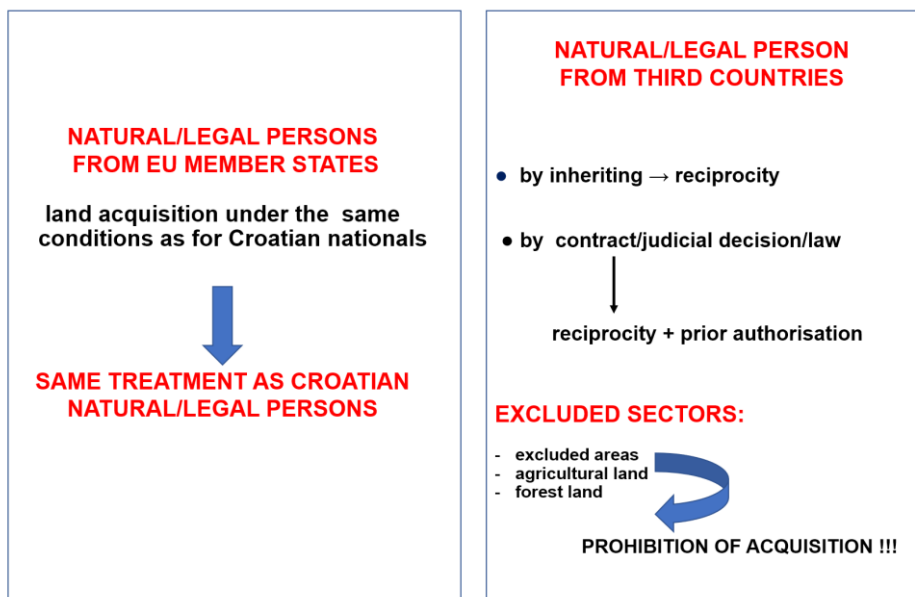 NATURAL/LEGAL PERSONS
FROM EU MEMBER STATES
land acquisition under the same
conditions as for Croatian nationals
SAME TREATMENT AS CROATIAN
NATURAL/LEGAL PERSONS
NATURAL/LEGAL PERSON
FROM THIRD COUNTRIES
● by inheriting → reciprocity
● by contract/judicial decision/law
reciprocity + prior authorisation
EXCLUDED SECTORS:
- excluded areas
- agricultural land
- forest land
PROHIBITION OF ACQUISITION !!!